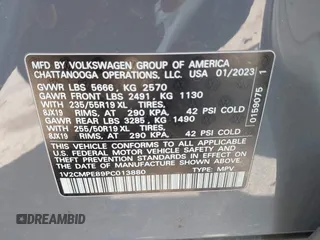 MFD BY VOLKSWAGEN GROUP OF AMERICA
CHATTANOOGA OPERATIONS, LLC. USA 01/2023
GVWR LBS 5666, KG 2570
GAWR FRONT LBS 2491, KG 1130
235/55R19 XL TIRES,
8JX19 RIMS, AT 290 KPA. 42 PSI COLD
GAWR REAR LBS 3285, KG 1490
255/50R19 XL TIRES,
8JX19 RIMS, AT 290 KPA. 42 PSI COLD
THIS VEHICLE CONFORMS TO ALL APPLICABLE
U.S. FEDERAL MOTOR VEHICLE SAFETY AND
THEFT PREVENTION STANDARDS IN EFFECT ON
THE DATE OF MANUFACTURE SHOWN ABOVE.
1V2CMPE89PC013880 TYPE: MPV
0159075 1
© Dreambid